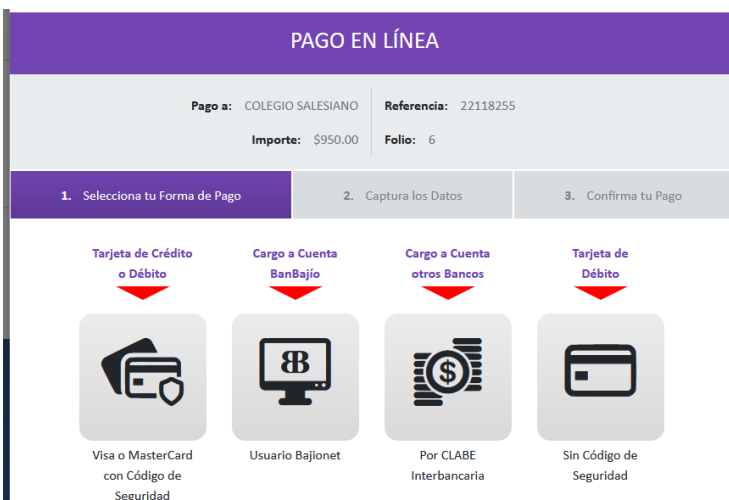 PAGO EN LÍNEA
Pago a: COLEGIO SALESIANO Referencia: 22118255
Importe: $950.00 Folio: 6
1. Selecciona tu Forma de Pago 2. Captura los Datos 3. Confirma tu Pago
Tarjeta de Crédito
o Débito
Cargo a Cuenta
BanBajío
Cargo a Cuenta
otros Bancos
Tarjeta de
Débito
Visa o MasterCard
con Código de
Seguridad
Usuario Bajionet
Por CLABE
Interbancaria
Sin Código de
Seguridad